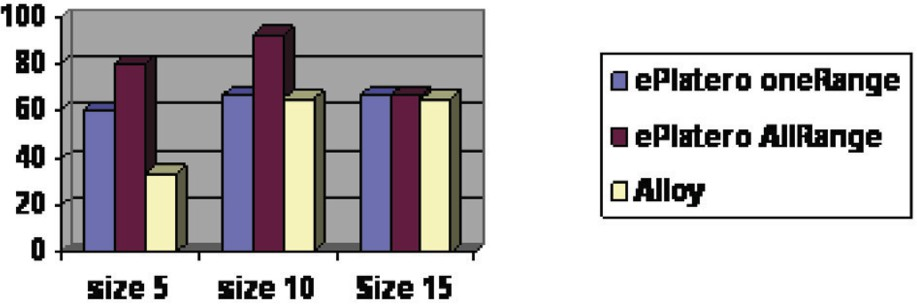 100
80
60
40
20
0
size 5 size 10 Size 15
ePlatero oneRange
ePlatero AllRange
Alloy